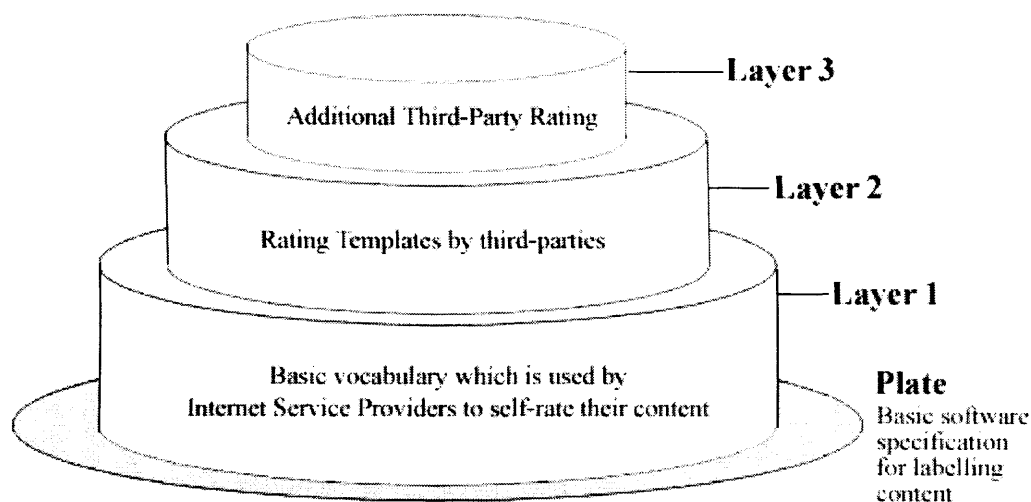 Layer 3
Additional Third-Party Rating
Layer 2
Rating Templates by third-parties
Layer 1
Basic vocabulary which is used by
Internet Service Providers to self-rate their content
Plate
Basic software
specification
for labelling
content